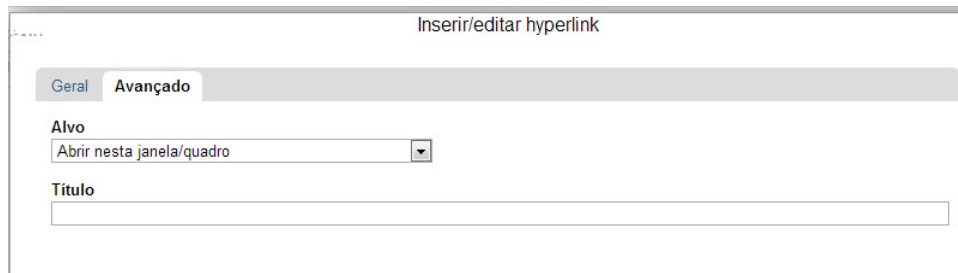 Inserir/editar hyperlink
Geral Avançado
Alvo
Abrir nesta janela/quadro
Título